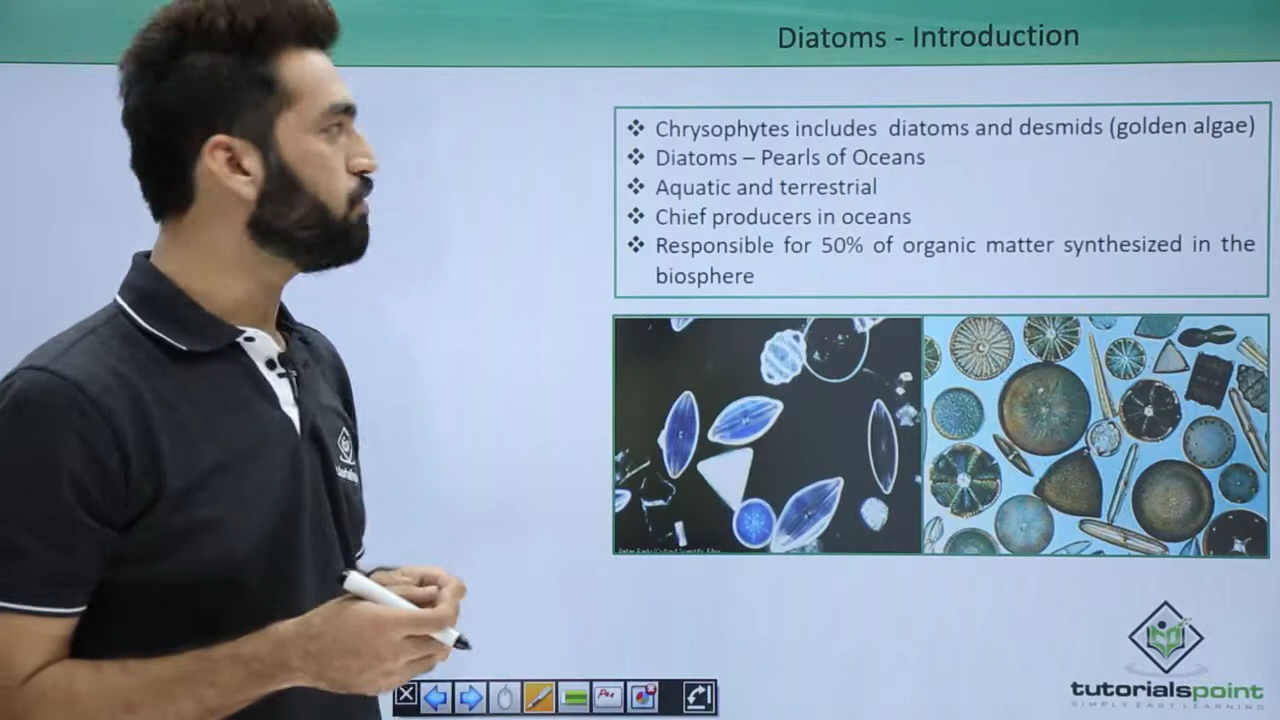 Diatoms - Introduction
❖ Chrysophytes includes diatoms and desmids (golden algae)
❖ Diatoms – Pearls of Oceans
❖ Aquatic and terrestrial
❖ Chief producers in oceans
❖ Responsible for 50% of organic matter synthesized in the
biosphere
tutorialspoint
SIMPLY EASY LEARNING